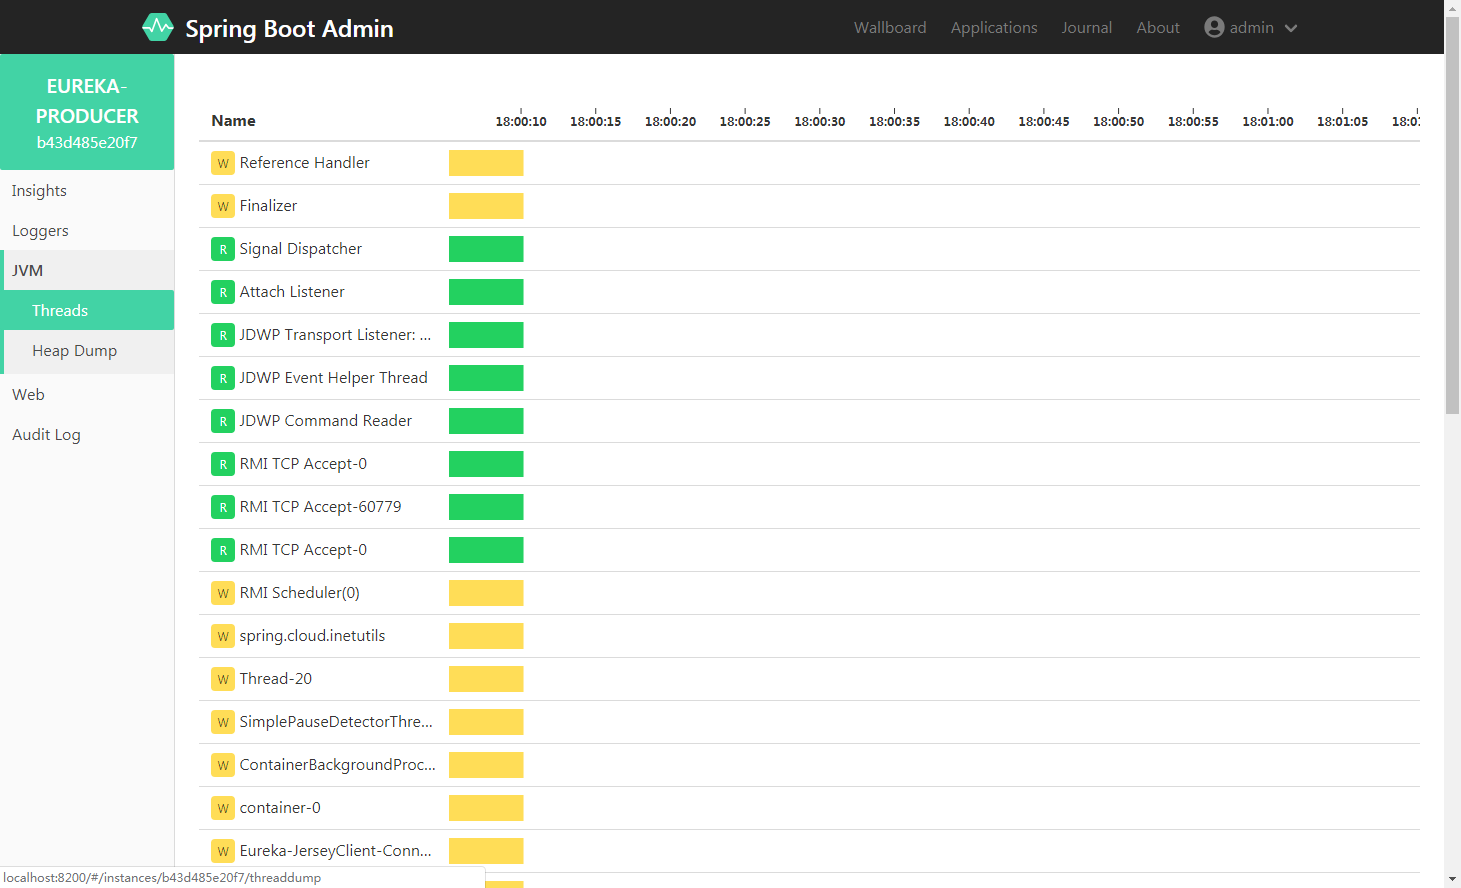 Spring Boot Admin
Wallboard Applications Journal About admin
EUREKA-
PRODUCER
b43d485e20f7
Insights
Loggers
JVM
Threads
Heap Dump
Web
Audit Log
Name 18:00:10 18:00:15 18:00:20 18:00:25 18:00:30 18:00:35 18:00:40 18:00:45 18:00:50 18:00:55 18:01:00 18:01:05
W Reference Handler
W Finalizer
R Signal Dispatcher
R Attach Listener
R JDWP Transport Listener: ...
R JDWP Event Helper Thread
R JDWP Command Reader
R RMI TCP Accept-0
R RMI TCP Accept-60779
R RMI TCP Accept-0
W RMI Scheduler(0)
W spring.cloud.inetutils
W Thread-20
W SimplePauseDetectorThre...
W ContainerBackgroundProc...
W container-0
W Eureka-JerseyClient-Conn...
localhost:8200/#/instances/b43d485e20f7/threaddump